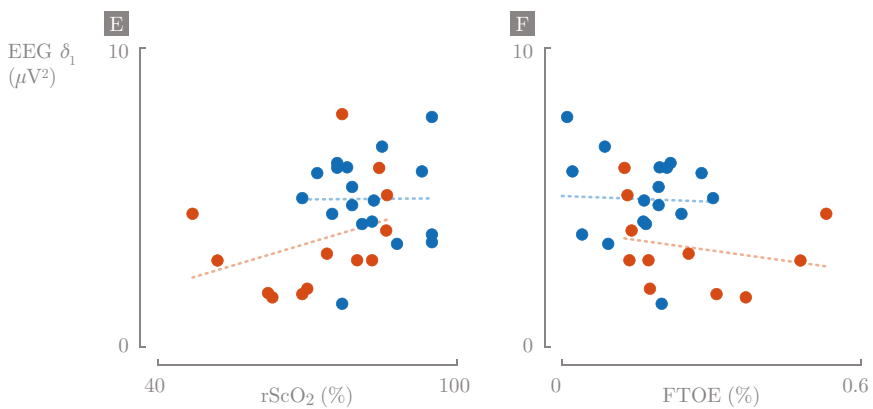 E
F
EEG δ₁
(μV²)
10
10
0
0
40
100
0
0.6
rScO₂ (%)
FTOE (%)